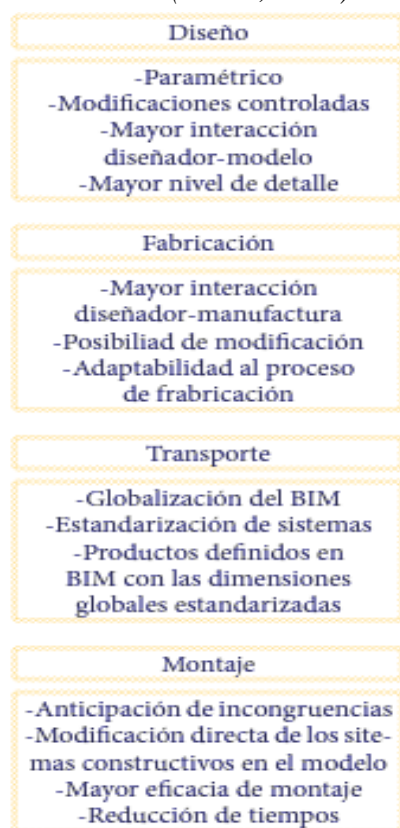 Diseño
-Paramétrico
-Modificaciones controladas
-Mayor interacción
diseñador-modelo
-Mayor nivel de detalle
Fabricación
-Mayor interacción
diseñador-manufactura
-Posibiliad de modificación
-Adaptabilidad al proceso
de frabricación
Transporte
-Globalización del BIM
-Estandarización de sistemas
-Productos definidos en
BIM con las dimensiones
globales estandarizadas
Montaje
-Anticipación de incongruencias
-Modificación directa de los site-
mas constructivos en el modelo
-Mayor eficacia de montaje
-Reducción de tiempos